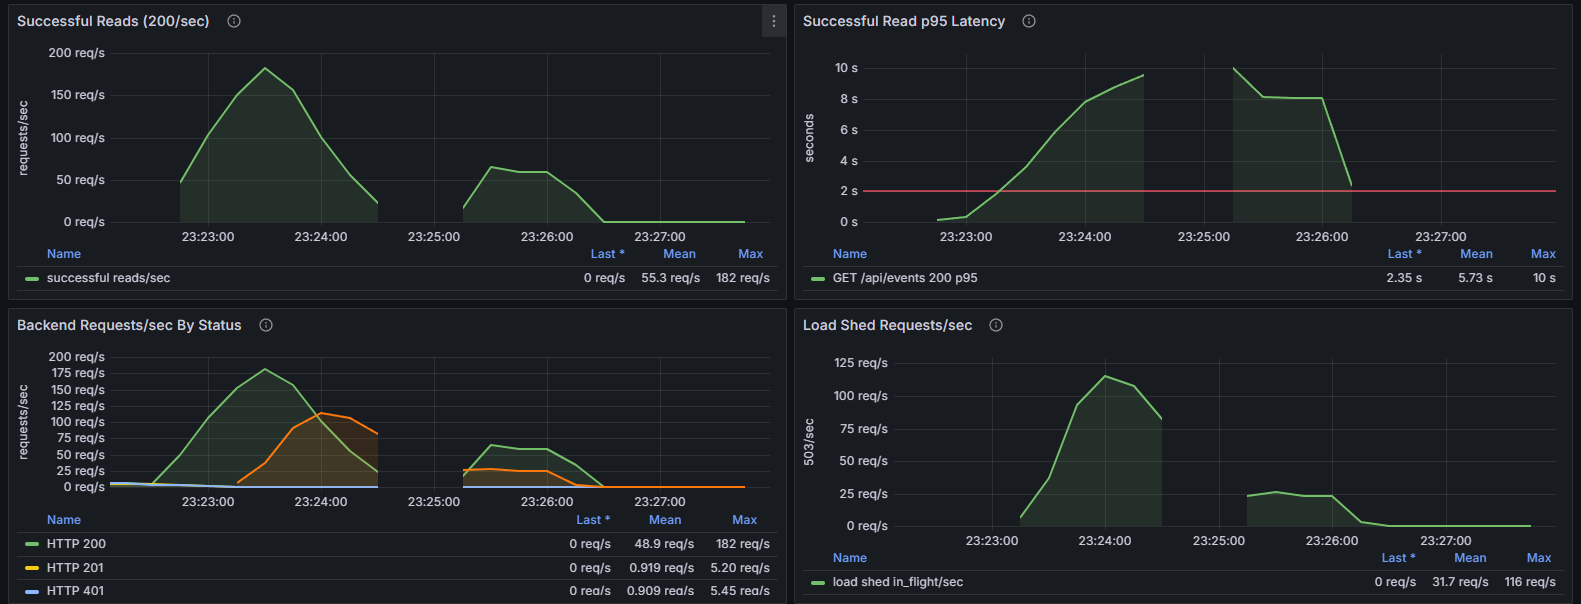 Successful Reads (200/sec)
200 req/s
150 req/s
100 req/s
50 req/s
0 req/s
requests/sec
23:23:00 23:24:00 23:25:00 23:26:00 23:27:00
Name Last * Mean Max
successful reads/sec 0 req/s 55.3 req/s 182 req/s
Successful Read p95 Latency
10 s
8 s
6 s
4 s
2 s
0 s
seconds
23:23:00 23:24:00 23:25:00 23:26:00 23:27:00
Name Last * Mean Max
GET /api/events 200 p95 2.35 s 5.73 s 10 s
Backend Requests/sec By Status
200 req/s
175 req/s
150 req/s
125 req/s
100 req/s
75 req/s
50 req/s
25 req/s
0 req/s
requests/sec
23:23:00 23:24:00 23:25:00 23:26:00 23:27:00
Name Last * Mean Max
HTTP 200 0 req/s 48.9 req/s 182 req/s
HTTP 201 0 req/s 0.919 req/s 5.20 req/s
HTTP 401 0 req/s 0.909 req/s 5.45 req/s
Load Shed Requests/sec
125 req/s
100 req/s
75 req/s
50 req/s
25 req/s
0 req/s
503/sec
23:23:00 23:24:00 23:25:00 23:26:00 23:27:00
Name Last * Mean Max
load shed in_flight/sec 0 req/s 31.7 req/s 116 req/s